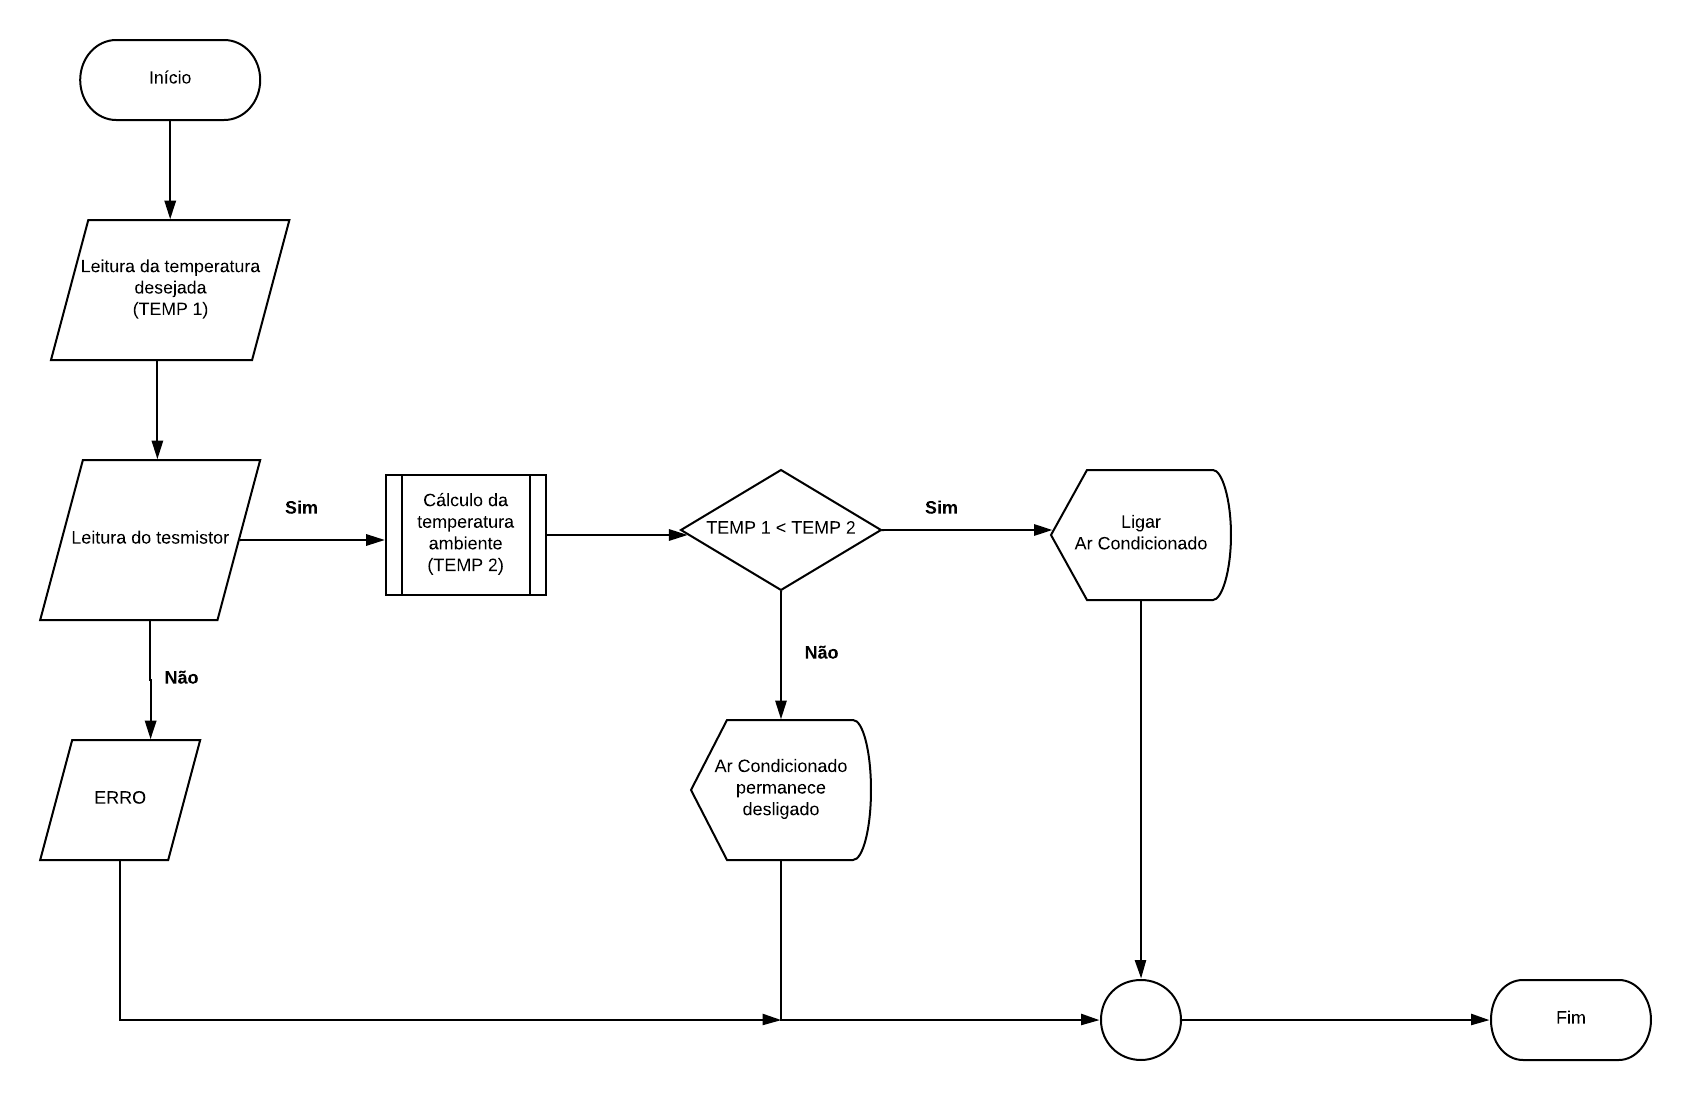 Início
Leitura da temperatura
desejada
(TEMP 1)
Leitura do tesmistor
Sim
Cálculo da
temperatura
ambiente
(TEMP 2)
TEMP 1 < TEMP 2
Sim
Ligar
Ar Condicionado
Não
Não
ERRO
Ar Condicionado
permanece
desligado
Fim